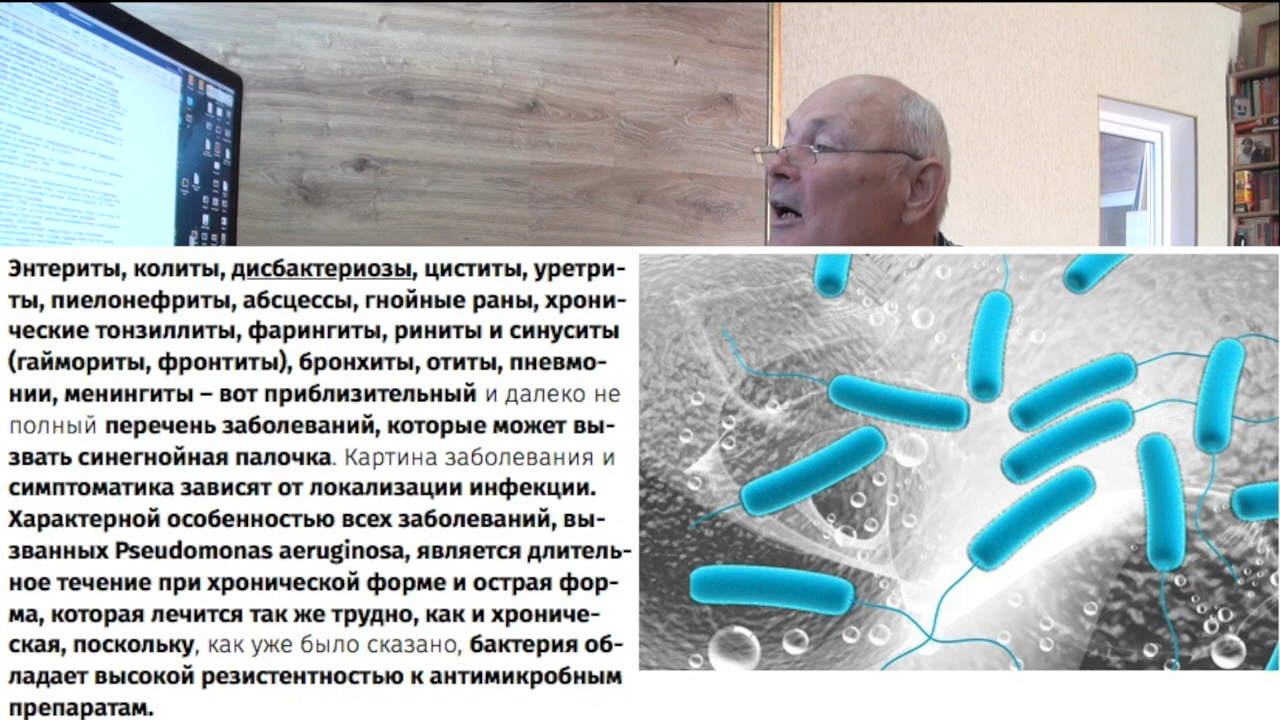 Энтериты, колиты, дисбактериозы, циститы, уретри-
ты, пиелонефриты, абсцессы, гнойные раны, хрони-
ческие тонзиллиты, фарингиты, риниты и синуситы
(гаймориты, фронтиты), бронхиты, отиты, пневмо-
нии, менингиты – вот приблизительный и далеко не
полный перечень заболеваний, которые может вы-
звать синегнойная палочка. Картина заболевания и
симптоматика зависят от локализации инфекции.
Характерной особенностью всех заболеваний, вы-
званных Pseudomonas aeruginosa, является длитель-
ное течение при хронической форме и острая фор-
ма, которая лечится так же трудно, как и хрониче-
ская, поскольку, как уже было сказано, бактерия об-
ладает высокой резистентностью к антимикробным
препаратам.